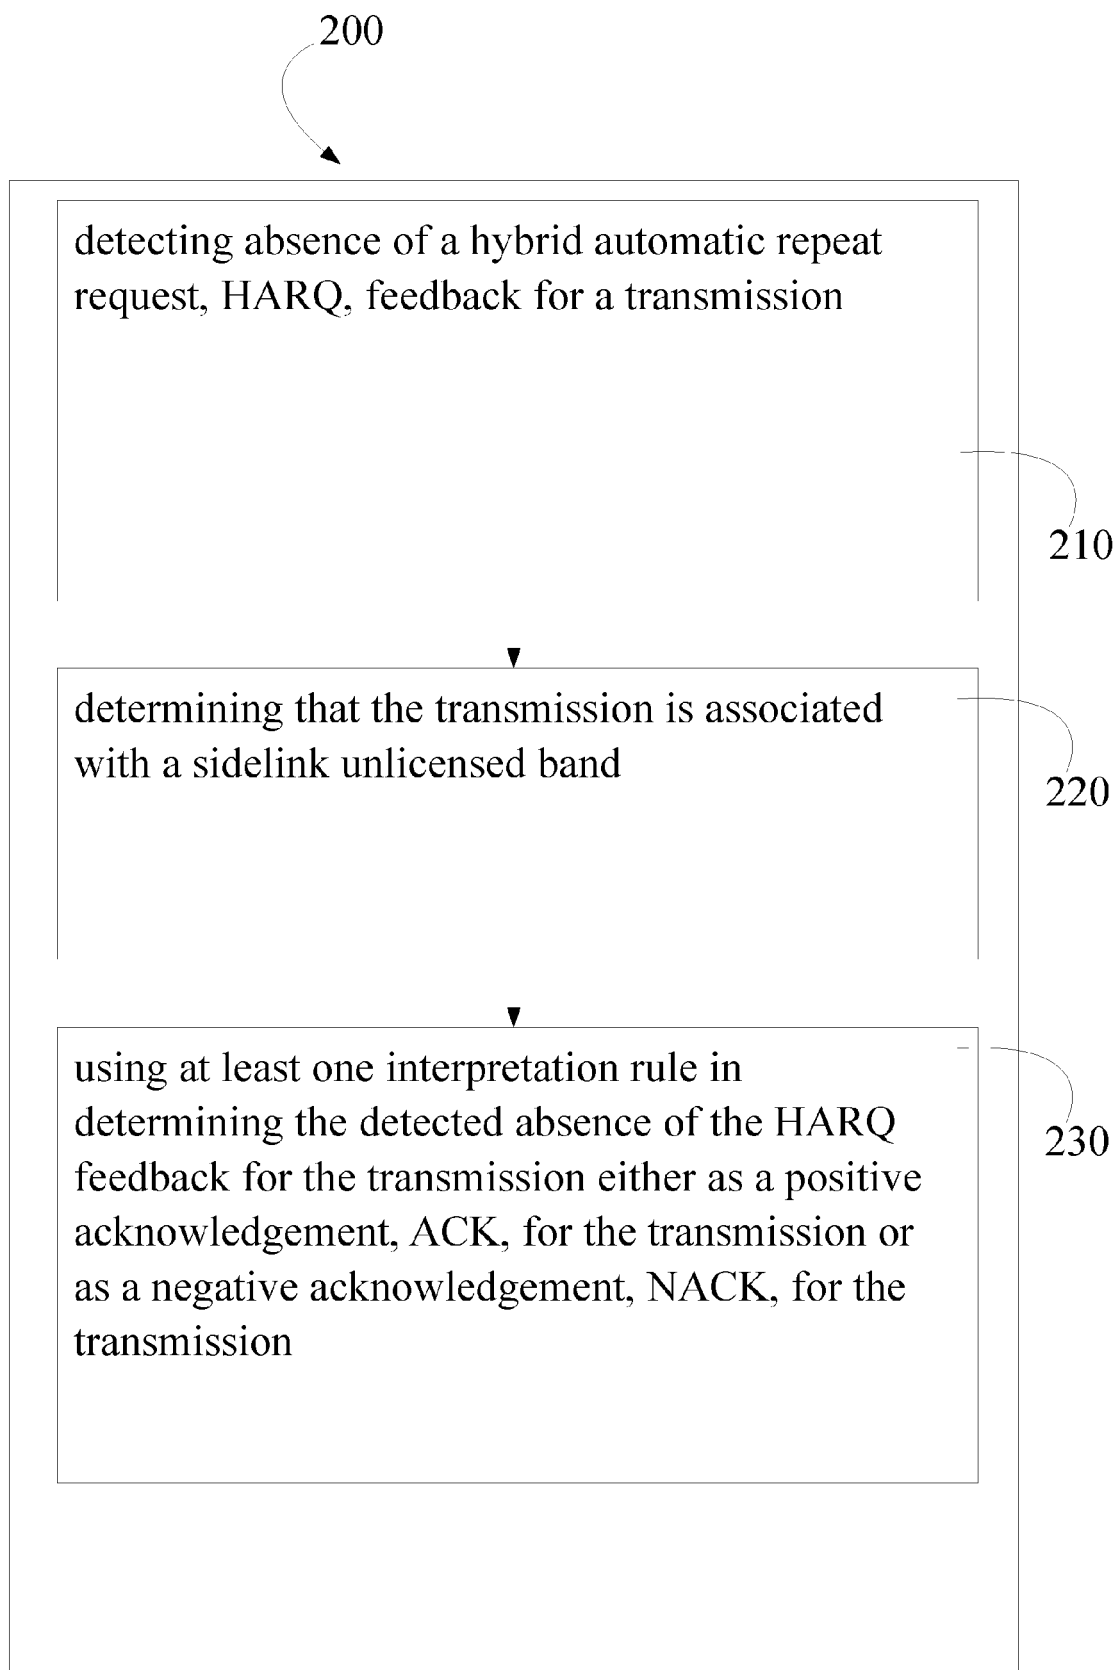 200
detecting absence of a hybrid automatic repeat
request, HARQ, feedback for a transmission
210
determining that the transmission is associated
with a sidelink unlicensed band
220
using at least one interpretation rule in
determining the detected absence of the HARQ
feedback for the transmission either as a positive
acknowledgement, ACK, for the transmission or
as a negative acknowledgement, NACK, for the
transmission
230